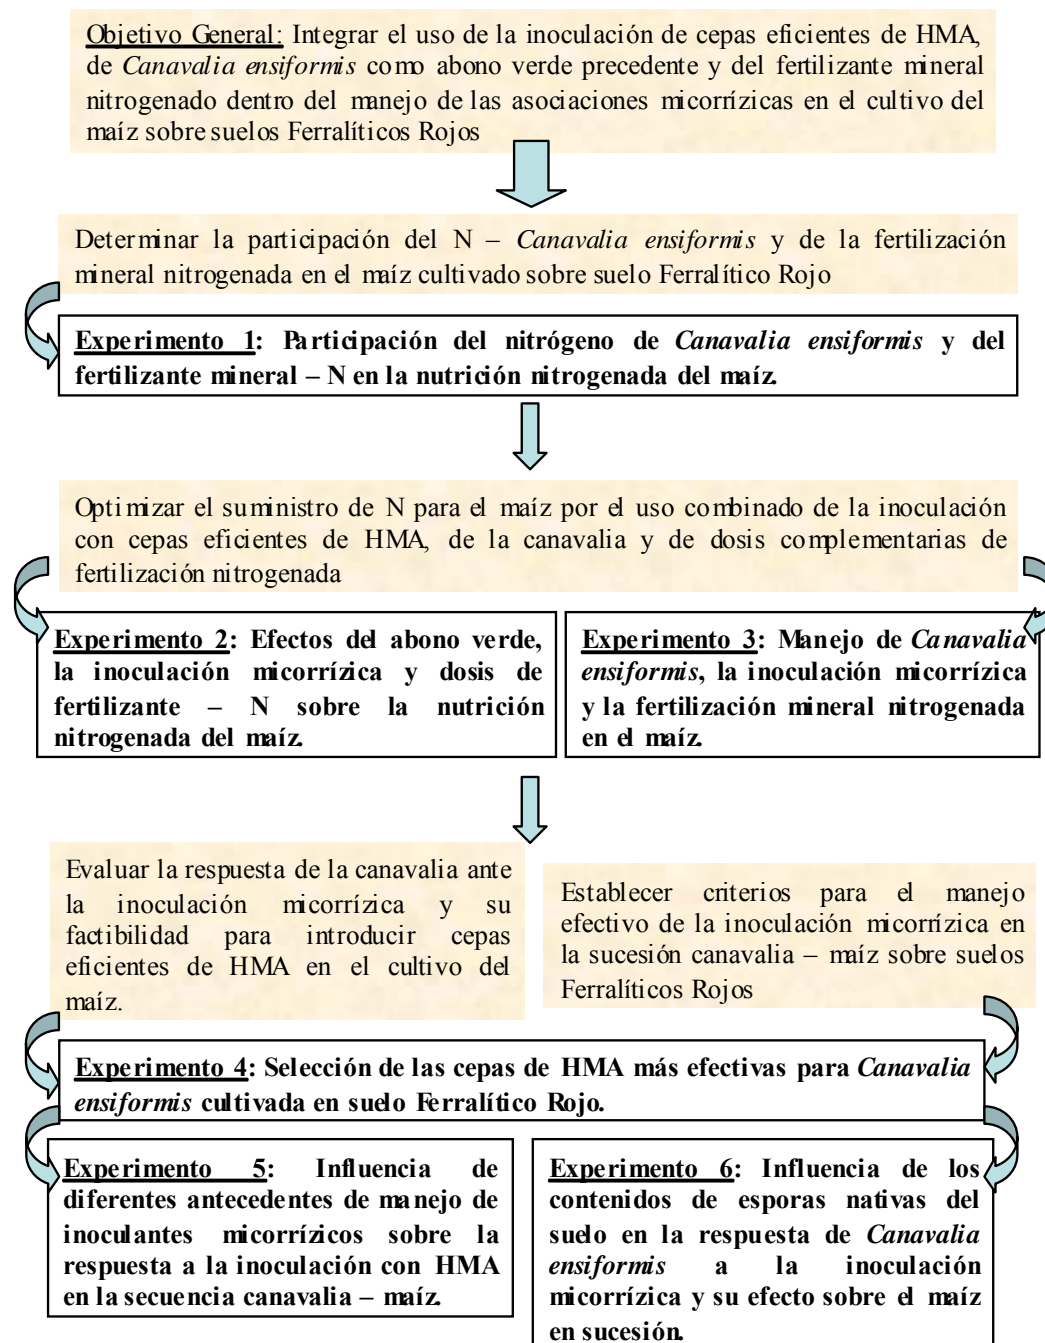 Objetivo General: Integrar el uso de la inoculación de cepas eficientes de HMA,
de Canavalia ensiformis como abono verde precedente y del fertilizante mineral
nitrogenado dentro del manejo de las asociaciones micorrízicas en el cultivo del
maíz sobre suelos Ferralíticos Rojos
Determinar la participación del N – Canavalia ensiformis y de la fertilización
mineral nitrogenada en el maíz cultivado sobre suelo Ferralítico Rojo
Experimento 1: Participación del nitrógeno de Canavalia ensiformis y del
fertilizante mineral – N en la nutrición nitrogenada del maíz.
Optimizar el suministro de N para el maíz por el uso combinado de la inoculación
con cepas eficientes de HMA, de la canavalia y de dosis complementarias de
fertilización nitrogenada
Experimento 2: Efectos del abono verde,
la inoculación micorrízica y dosis de
fertilizante – N sobre la nutrición
nitrogenada del maíz.
Experimento 3: Manejo de Canavalia
ensiformis, la inoculación micorrízica
y la fertilización mineral nitrogenada
en el maíz.
Evaluar la respuesta de la canavalia ante
la inoculación micorrízica y su
factibilidad para introducir cepas
eficientes de HMA en el cultivo del
maíz.
Establecer criterios para el manejo
efectivo de la inoculación micorrízica en
la sucesión canavalia – maíz sobre suelos
Ferralíticos Rojos
Experimento 4: Selección de las cepas de HMA más efectivas para Canavalia
ensiformis cultivada en suelo Ferralítico Rojo.
Experimento 5: Influencia de
diferentes antecedentes de manejo de
inoculantes micorrízicos sobre la
respuesta a la inoculación con HMA
en la secuencia canavalia – maíz.
Experimento 6: Influencia de los
contenidos de esporas nativas del
suelo en la respuesta de Canavalia
ensiformis a la inoculación
micorrízica y su efecto sobre el maíz
en sucesión.